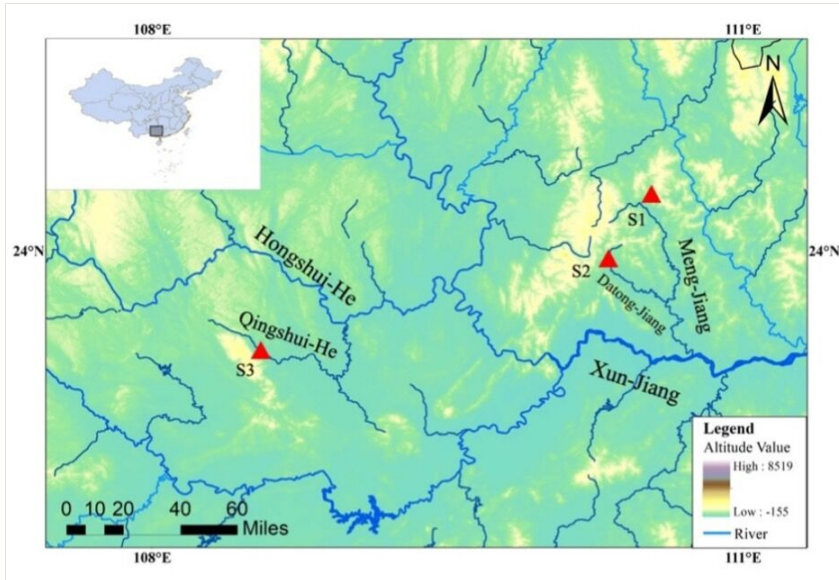 108°E 111°E
N
S1
24°N 24°N
Hongshui-He
Meng-Jiang
S2
Datong-Jiang
Qingshui-He
S3
Xun-Jiang
Legend
Altitude Value
High : 8519
Low : -155
River
0 10 20 40 60
Miles
108°E 111°E